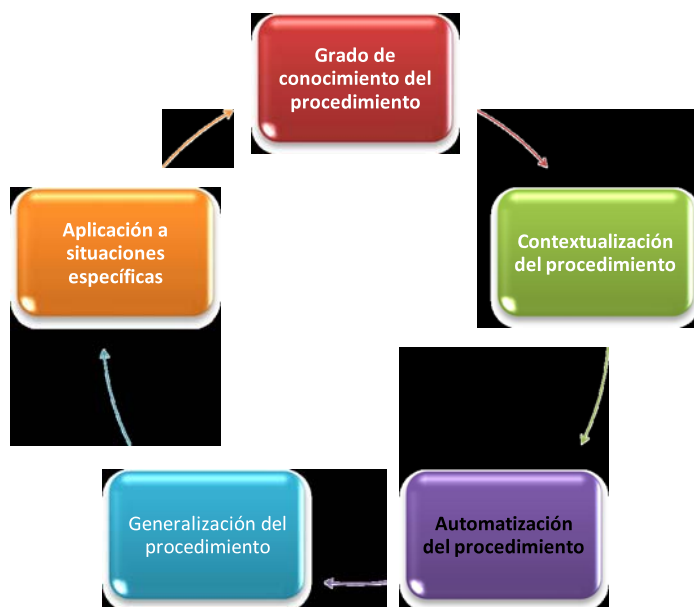 Grado de
conocimiento del
procedimiento
Contextualización
del procedimiento
Automatización
del procedimiento
Generalización del
procedimiento
Aplicación a
situaciones
específicas